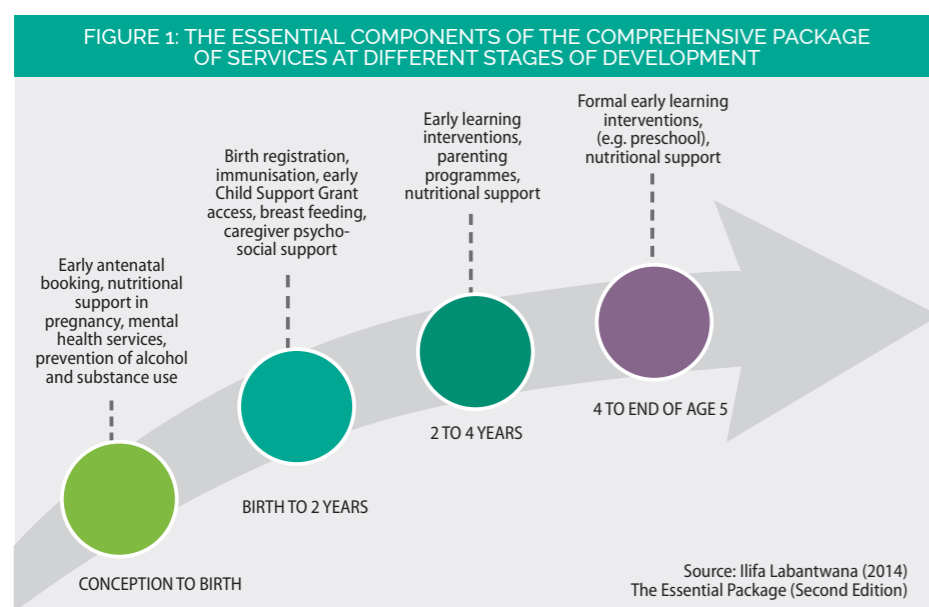 FIGURE 1: THE ESSENTIAL COMPONENTS OF THE COMPREHENSIVE PACKAGE
OF SERVICES AT DIFFERENT STAGES OF DEVELOPMENT
Early antenatal
booking, nutritional
support in
pregnancy, mental
health services,
prevention of alcohol
and substance use
CONCEPTION TO BIRTH
Birth registration,
immunisation, early
Child Support Grant
access, breast feeding,
caregiver psycho-
social support
BIRTH TO 2 YEARS
Early learning
interventions,
parenting
programmes,
nutritional support
2 TO 4 YEARS
Formal early learning
interventions,
(e.g. preschool),
nutritional support
4 TO END OF AGE 5
Source: Ilifa Labantwana (2014)
The Essential Package (Second Edition)